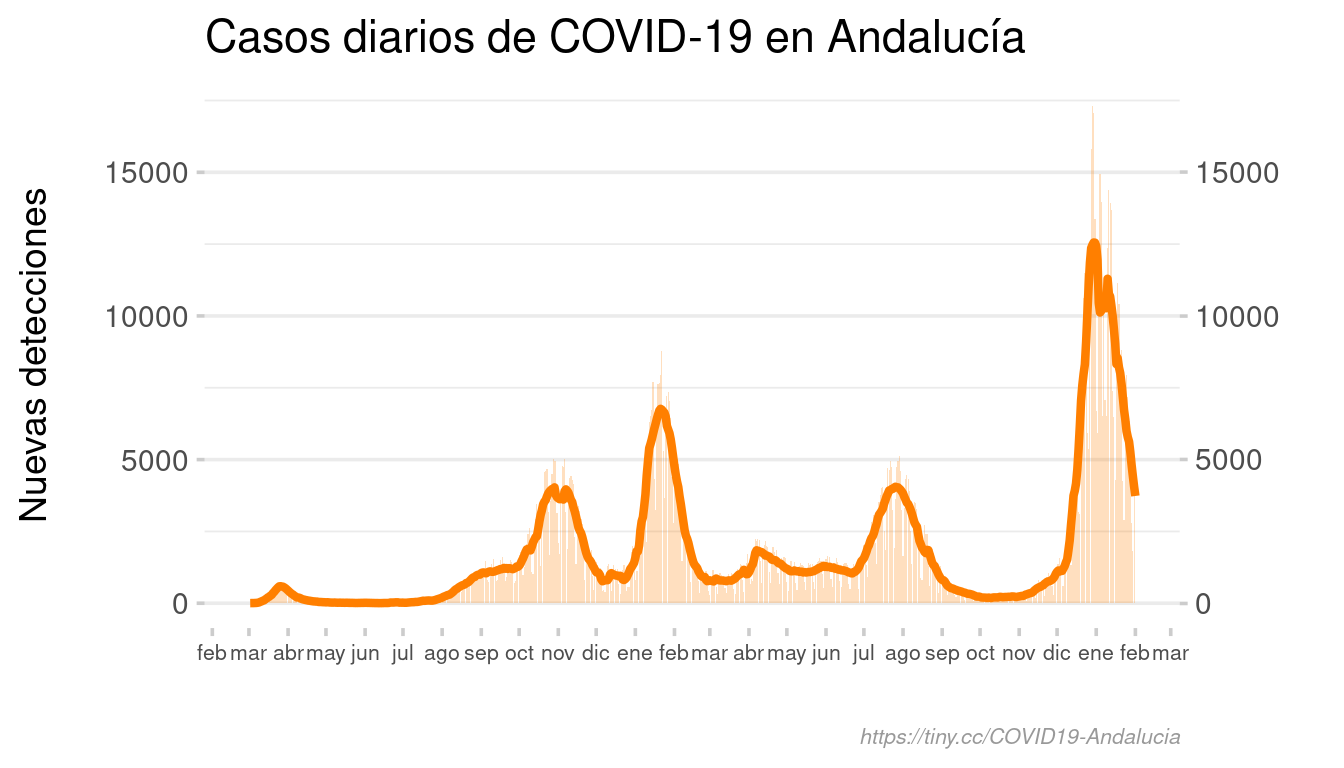 Casos diarios de COVID-19 en Andalucía
Nuevas detecciones
15000 15000
10000 10000
5000 5000
0 0
feb mar abr may jun jul ago sep oct nov dic ene feb mar abr may jun jul ago sep oct nov dic ene feb mar
https://tiny.cc/COVID19-Andalucia